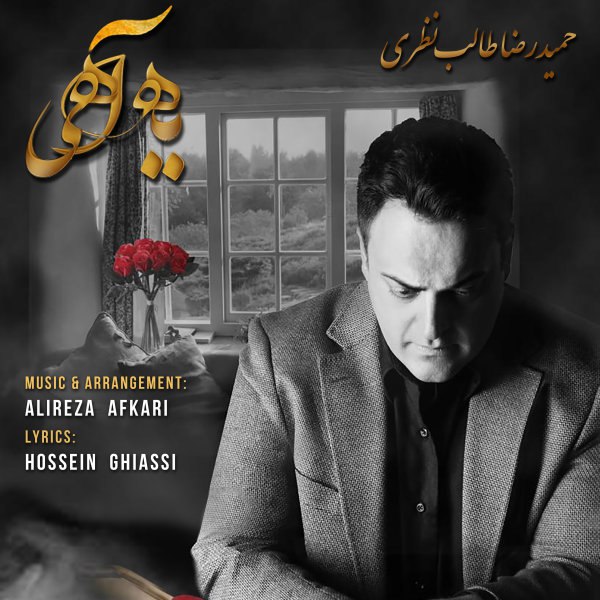 یه آهی
حمیدرضا طالب نظری
MUSIC & ARRANGEMENT:
ALIREZA AFKARI
LYRICS:
HOSSEIN GHIASSI